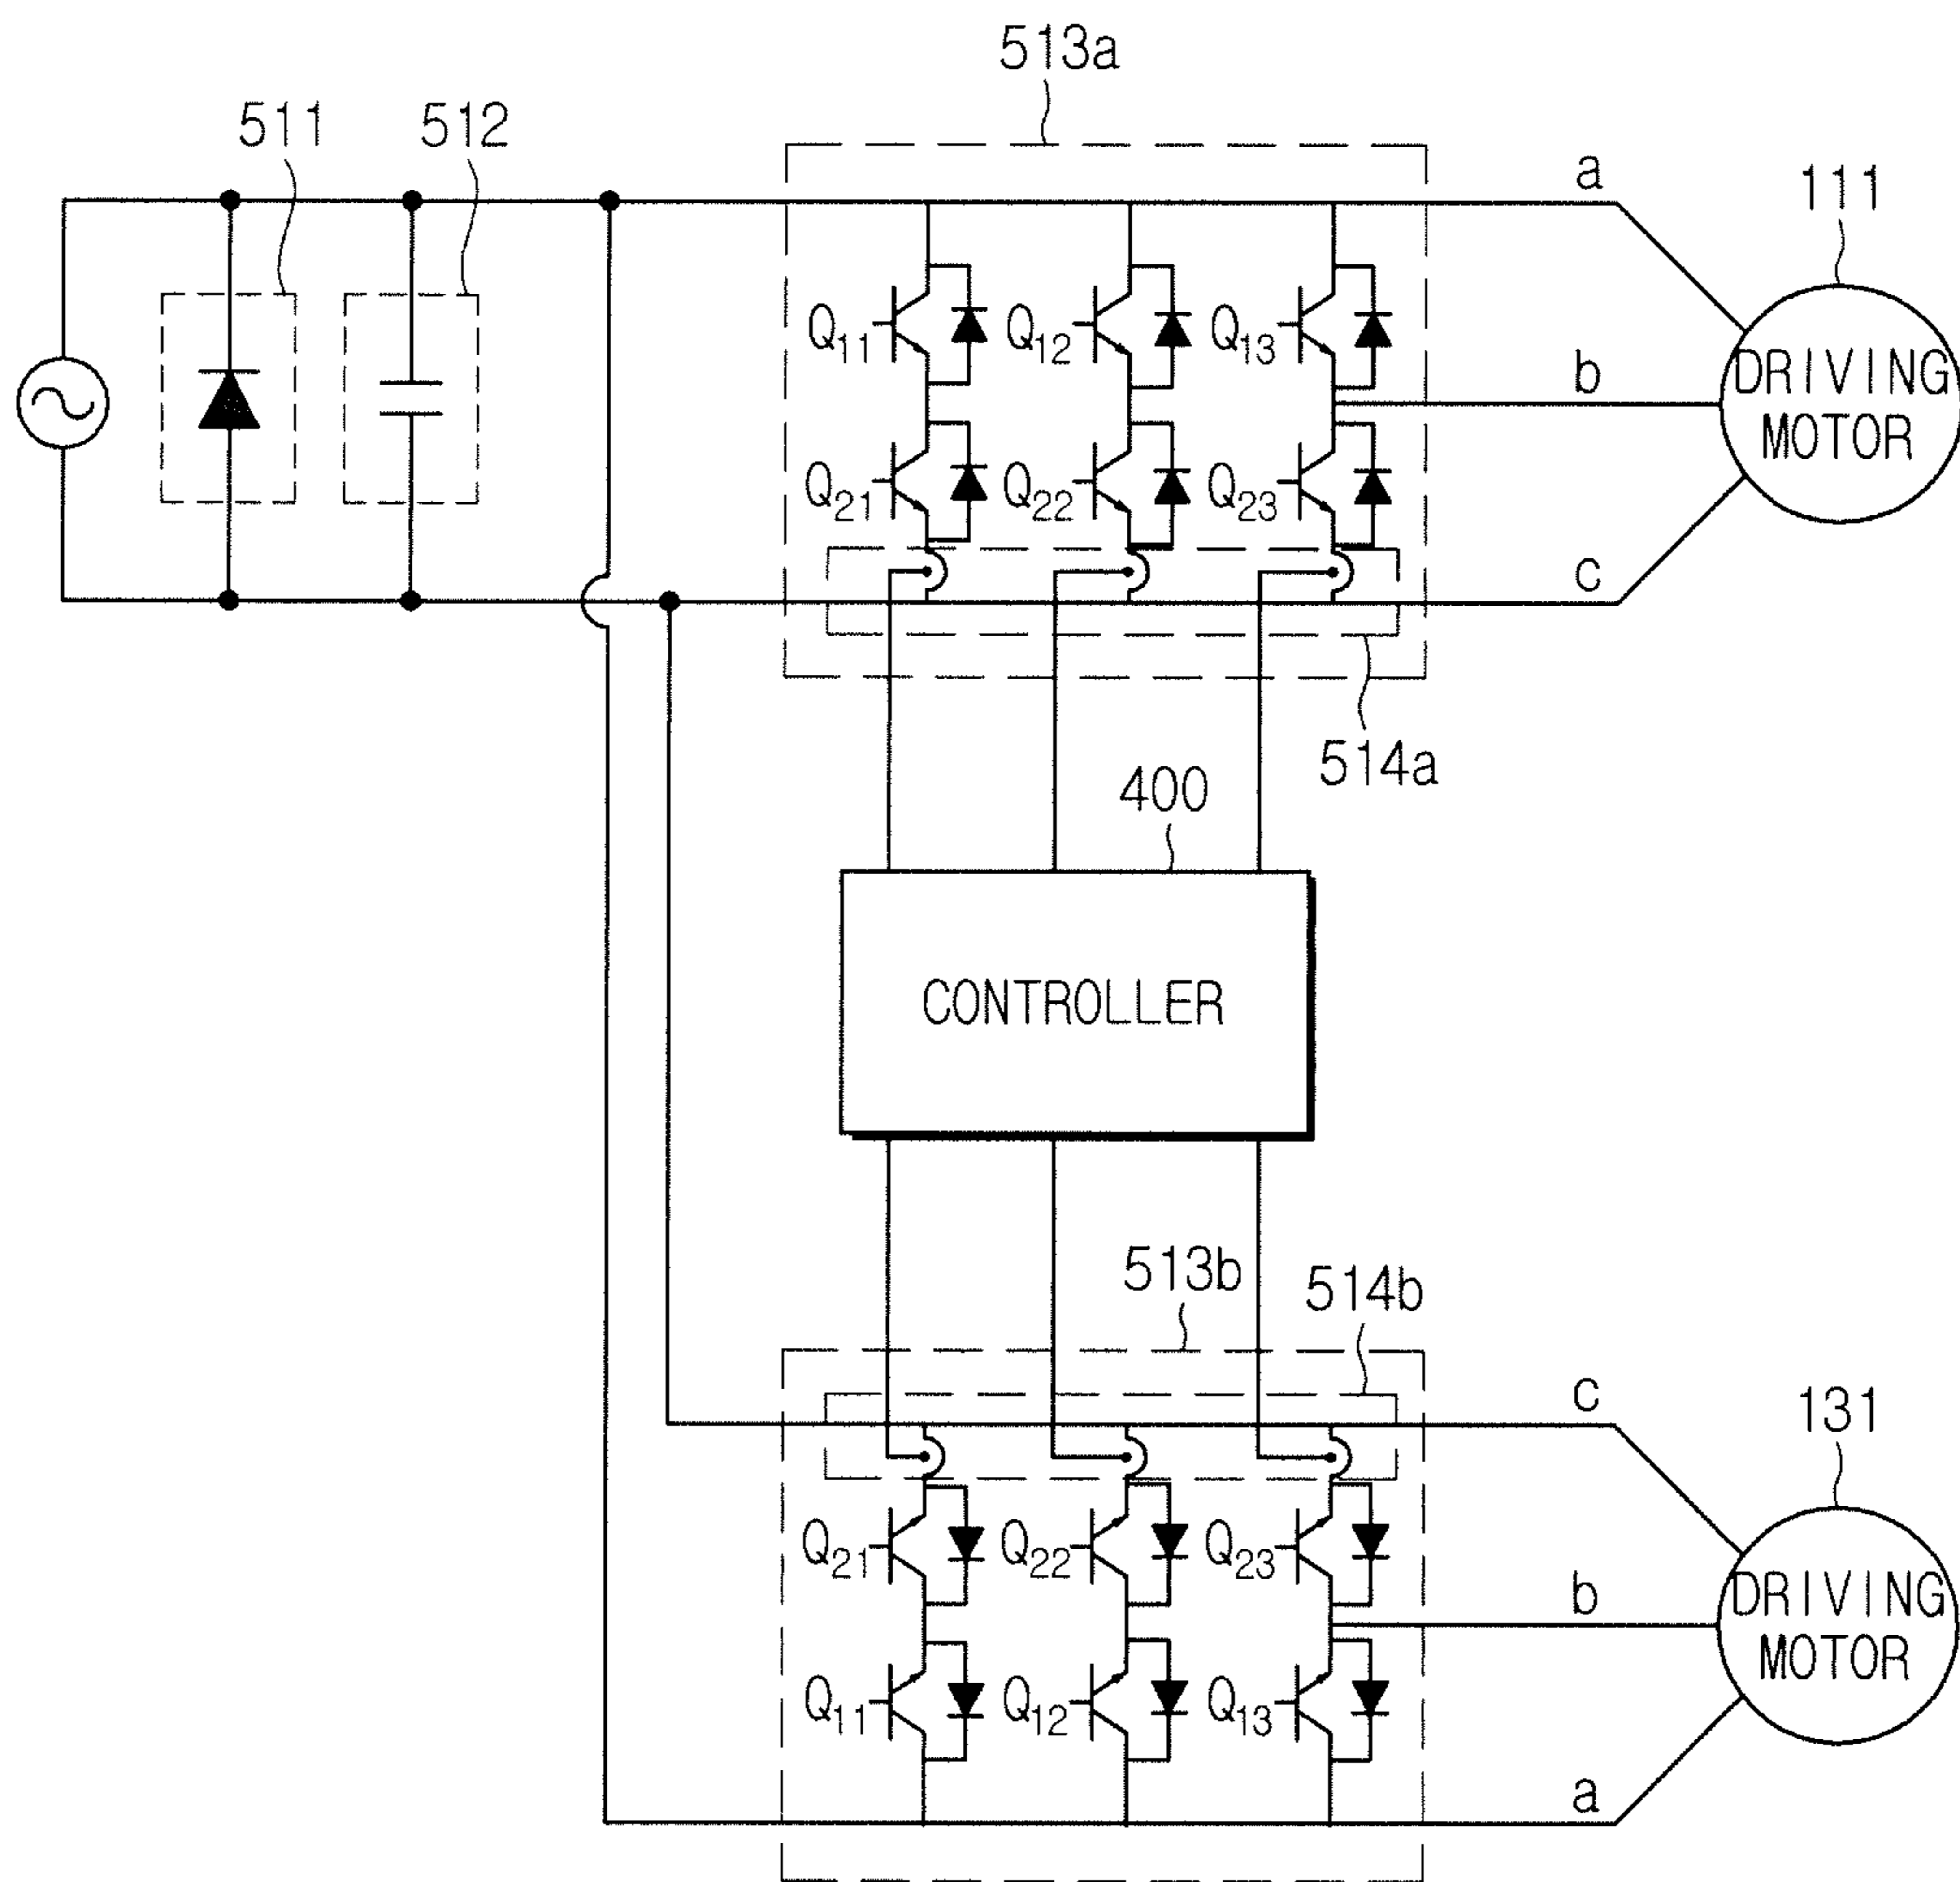 513a
511 512
a
111
Q11 Q12 Q13
b
DRIVING
MOTOR
Q21 Q22 Q23
c
514a
400
CONTROLLER
513b
514b
c
131
Q21 Q22 Q23
b
DRIVING
MOTOR
Q11 Q12 Q13
a